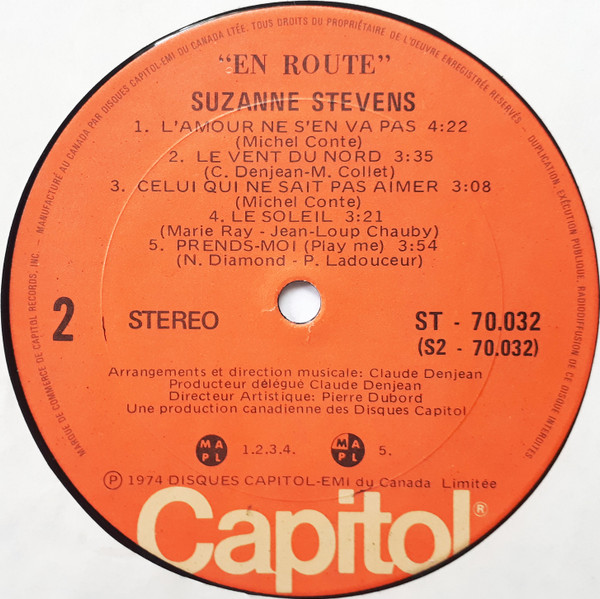 MARQUE DE COMMERCE DE CAPITOL RECORDS, INC. - MANUFACTURÉ AU CANADA PAR DISQUES CAPITOL-EMI DU CANADA LTÉE. TOUS DROITS DU PROPRIÉTAIRE DE L'OEUVRE ENREGISTRÉE RÉSERVÉS - DUPLICATION, EXÉCUTION PUBLIQUE, RADIODIFFUSION DE CE DISQUE INTERDITES.
"EN ROUTE"
SUZANNE STEVENS
1. L'AMOUR NE S'EN VA PAS 4:22
(Michel Conte)
2. LE VENT DU NORD 3:35
(C. Denjean-M. Collet)
3. CELUI QUI NE SAIT PAS AIMER 3:08
(Michel Conte)
4. LE SOLEIL 3:21
(Marie Ray - Jean-Loup Chauby)
5. PRENDS-MOI (Play me) 3:54
(N. Diamond - P. Ladouceur)
2 STEREO ST - 70.032
(S2 - 70.032)
Arrangements et direction musicale: Claude Denjean
Producteur délégué Claude Denjean
Directeur Artistique: Pierre Dubord
Une production canadienne des Disques Capitol
MAPL 1.2.3.4. MAPL 5.
Ⓟ 1974 DISQUES CAPITOL-EMI du Canada Limitée
Capitol®